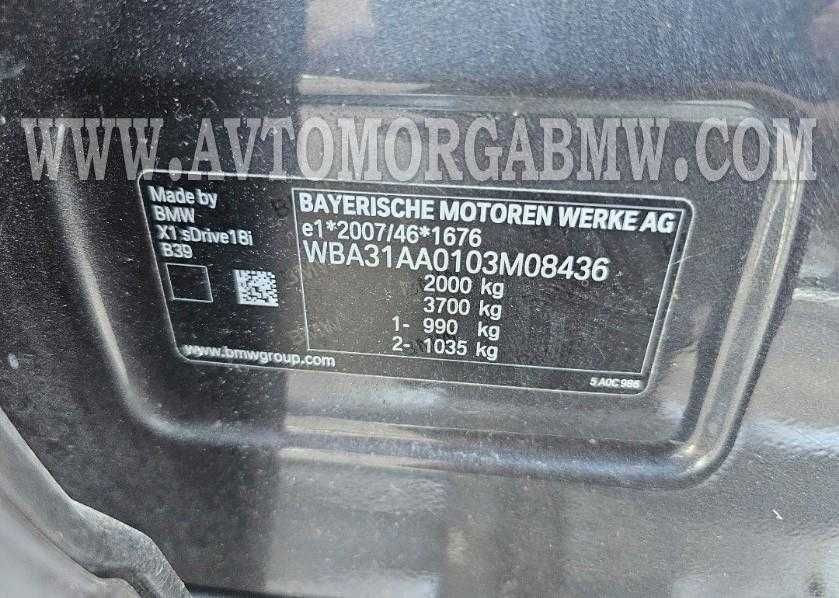 WWW.AVTOMORGABMW.COM
Made by
BMW
X1 sDrive18i
B39
www.bmwgroup.com
BAYERISCHE MOTOREN WERKE AG
e1*2007/46*1676
WBA31AA0103M08436
2000 kg
3700 kg
1- 990 kg
2- 1035 kg
5 A0C 986